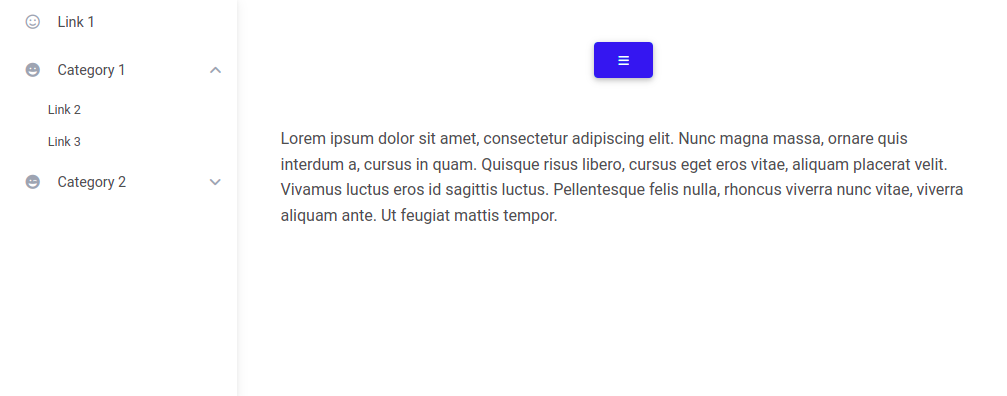 Link 1
Category 1
Link 2
Link 3
Category 2
Lorem ipsum dolor sit amet, consectetur adipiscing elit. Nunc magna massa, ornare quis
interdum a, cursus in quam. Quisque risus libero, cursus eget eros vitae, aliquam placerat velit.
Vivamus luctus eros id sagittis luctus. Pellentesque felis nulla, rhoncus viverra nunc vitae, viverra
aliquam ante. Ut feugiat mattis tempor.